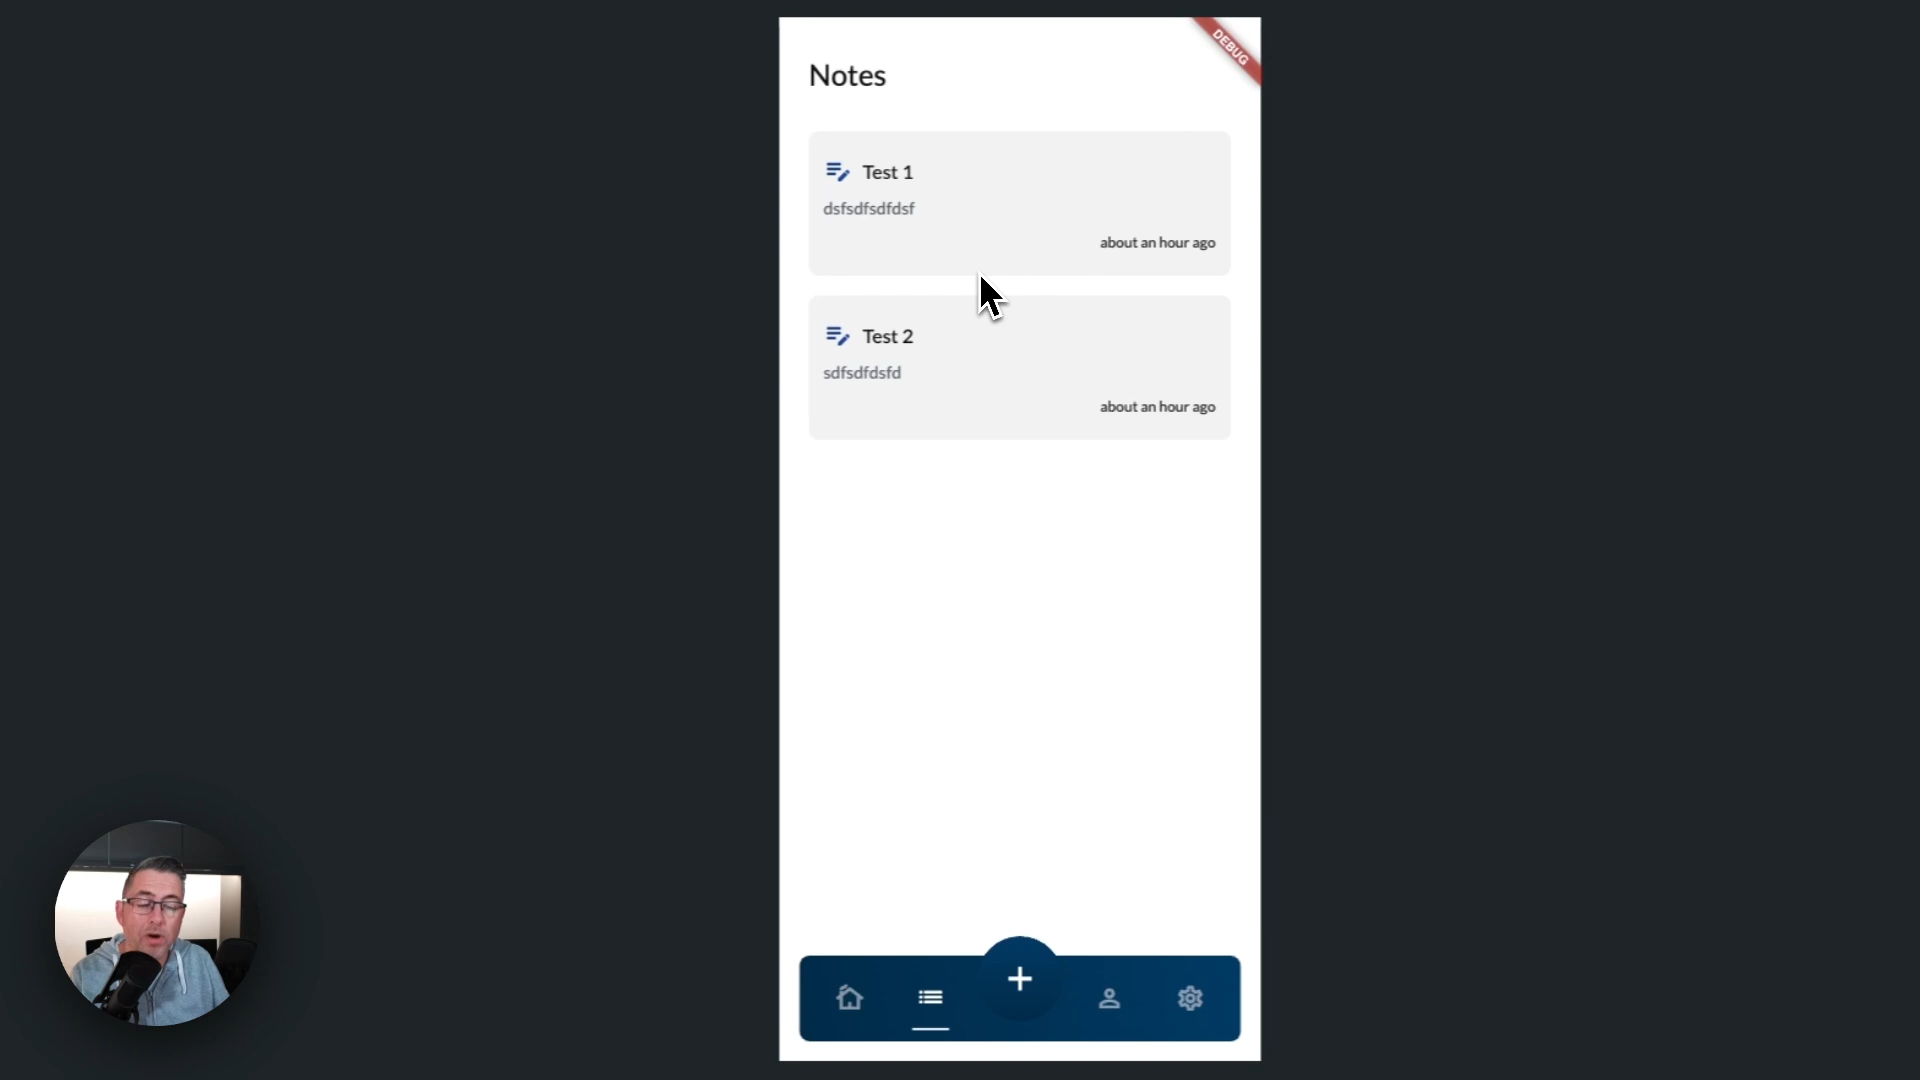 DEBUG
Notes
Test 1
dsfsdfsdfdsf
about an hour ago
Test 2
sdfsdfdsfd
about an hour ago